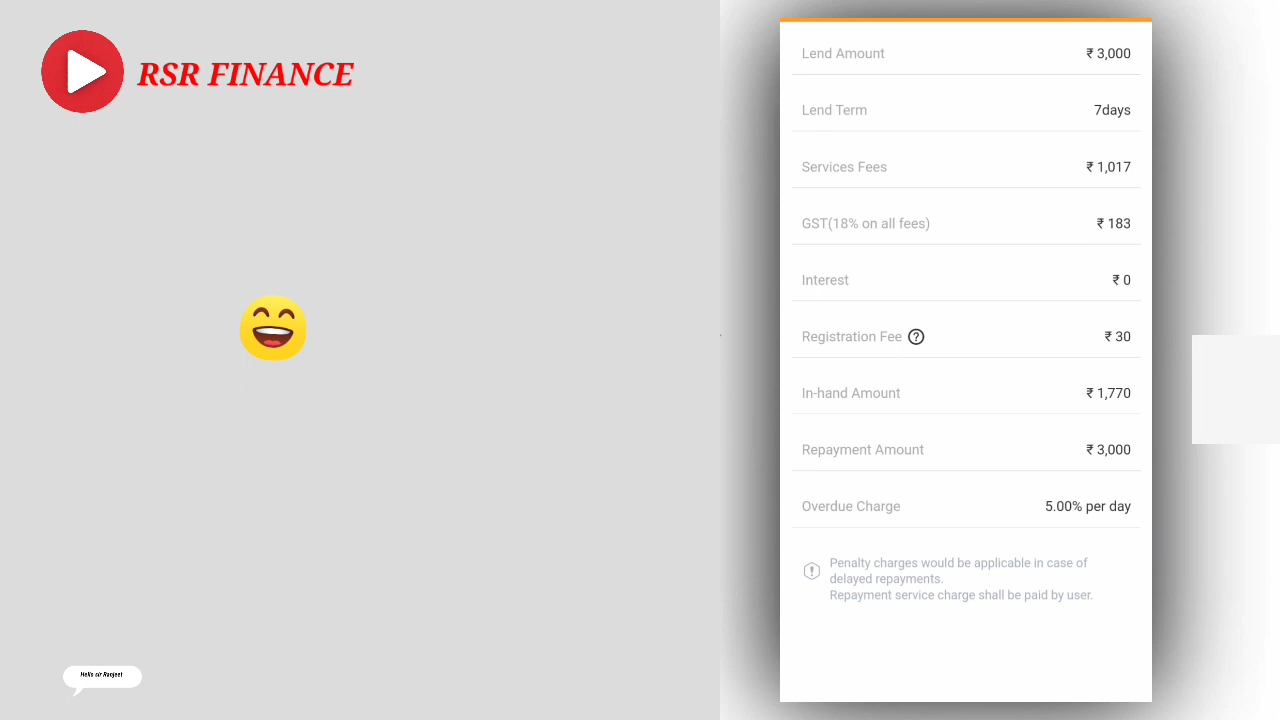 RSR FINANCE
Lend Amount ₹ 3,000
Lend Term 7days
Services Fees ₹ 1,017
GST(18% on all fees) ₹ 183
Interest ₹ 0
Registration Fee ? ₹ 30
In-hand Amount ₹ 1,770
Repayment Amount ₹ 3,000
Overdue Charge 5.00% per day
Penalty charges would be applicable in case of
delayed repayments.
Repayment service charge shall be paid by user.
Hello sir Ranjeet